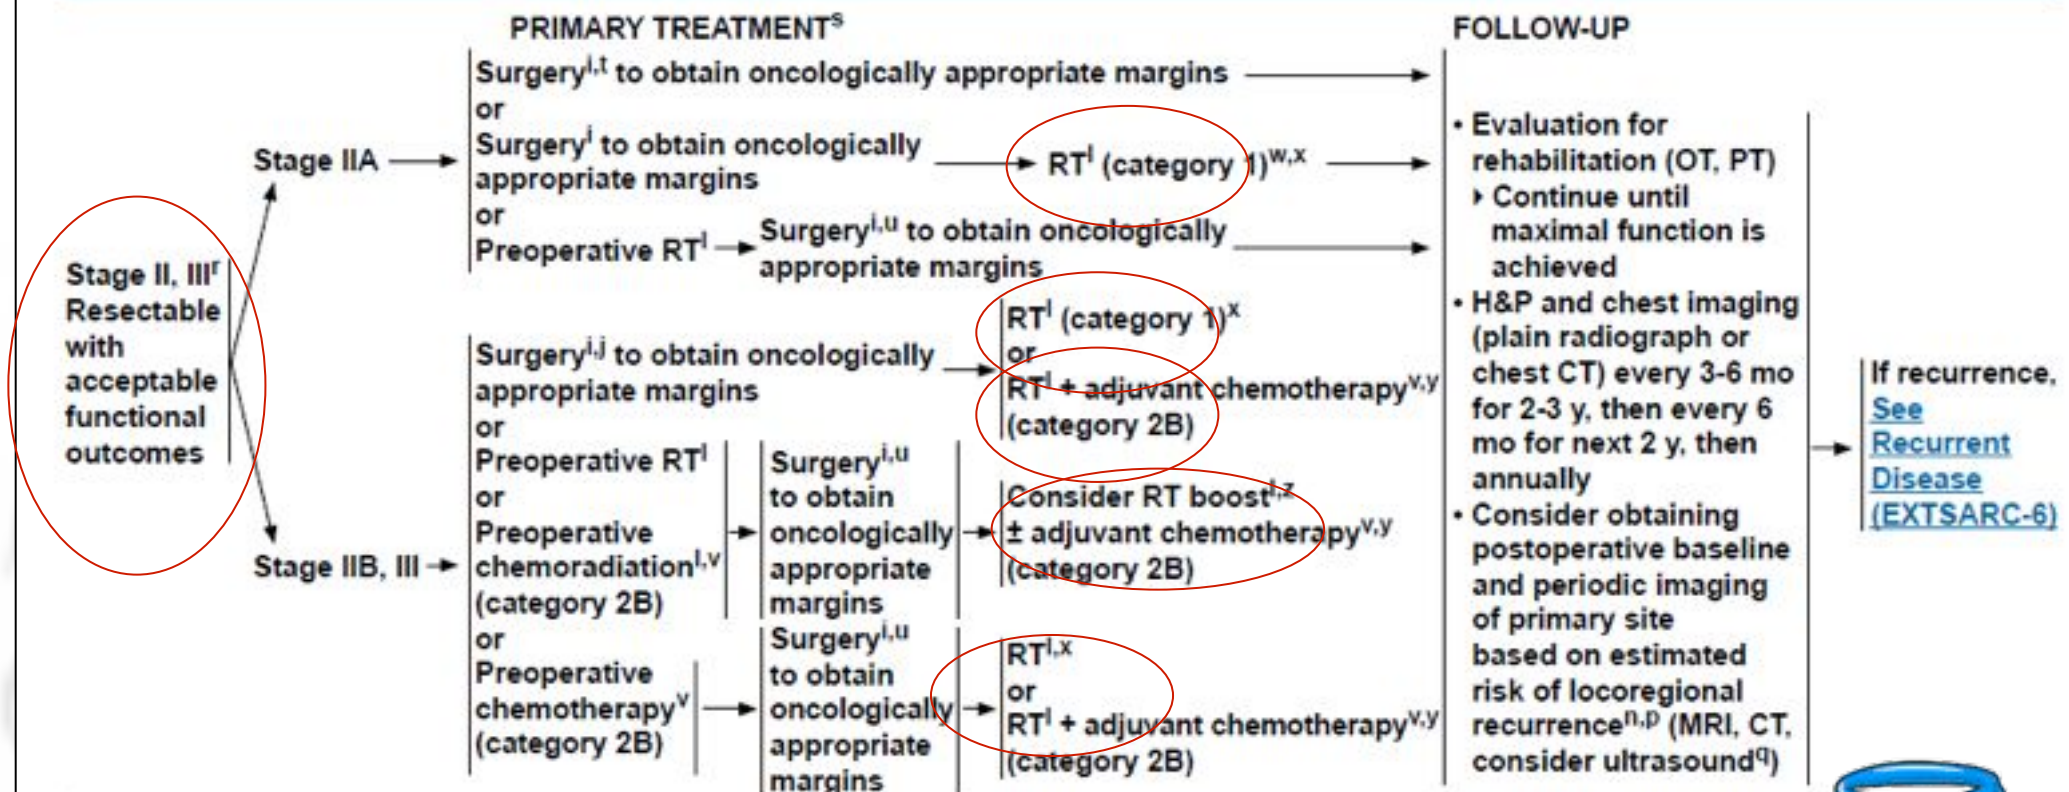 PRIMARY TREATMENTs
FOLLOW-UP
Stage II, IIIr
Resectable
with
acceptable
functional
outcomes
Stage IIA
Surgeryi,t to obtain oncologically appropriate margins
or
Surgeryi to obtain oncologically
appropriate margins
RTl (category 1)w,x
or
Preoperative RTl
Surgeryi,u to obtain oncologically
appropriate margins
Stage IIB, III
Surgeryi,j to obtain oncologically
appropriate margins
RTl (category 1)x
or
RTl + adjuvant chemotherapyv,y
(category 2B)
or
Preoperative RTl
or
Preoperative
chemoradiationl,v
(category 2B)
Surgeryi,u
to obtain
oncologically
appropriate
margins
Consider RT boostl,z
± adjuvant chemotherapyv,y
(category 2B)
or
Preoperative
chemotherapyv
(category 2B)
Surgeryi,u
to obtain
oncologically
appropriate
margins
RTl,x
or
RTl + adjuvant chemotherapyv,y
(category 2B)
• Evaluation for
rehabilitation (OT, PT)
Continue until
maximal function is
achieved
• H&P and chest imaging
(plain radiograph or
chest CT) every 3-6 mo
for 2-3 y, then every 6
mo for next 2 y, then
annually
• Consider obtaining
postoperative baseline
and periodic imaging
of primary site
based on estimated
risk of locoregional
recurrencen,p (MRI, CT,
consider ultrasoundq)
If recurrence,
See
Recurrent
Disease
(EXTSARC-6)